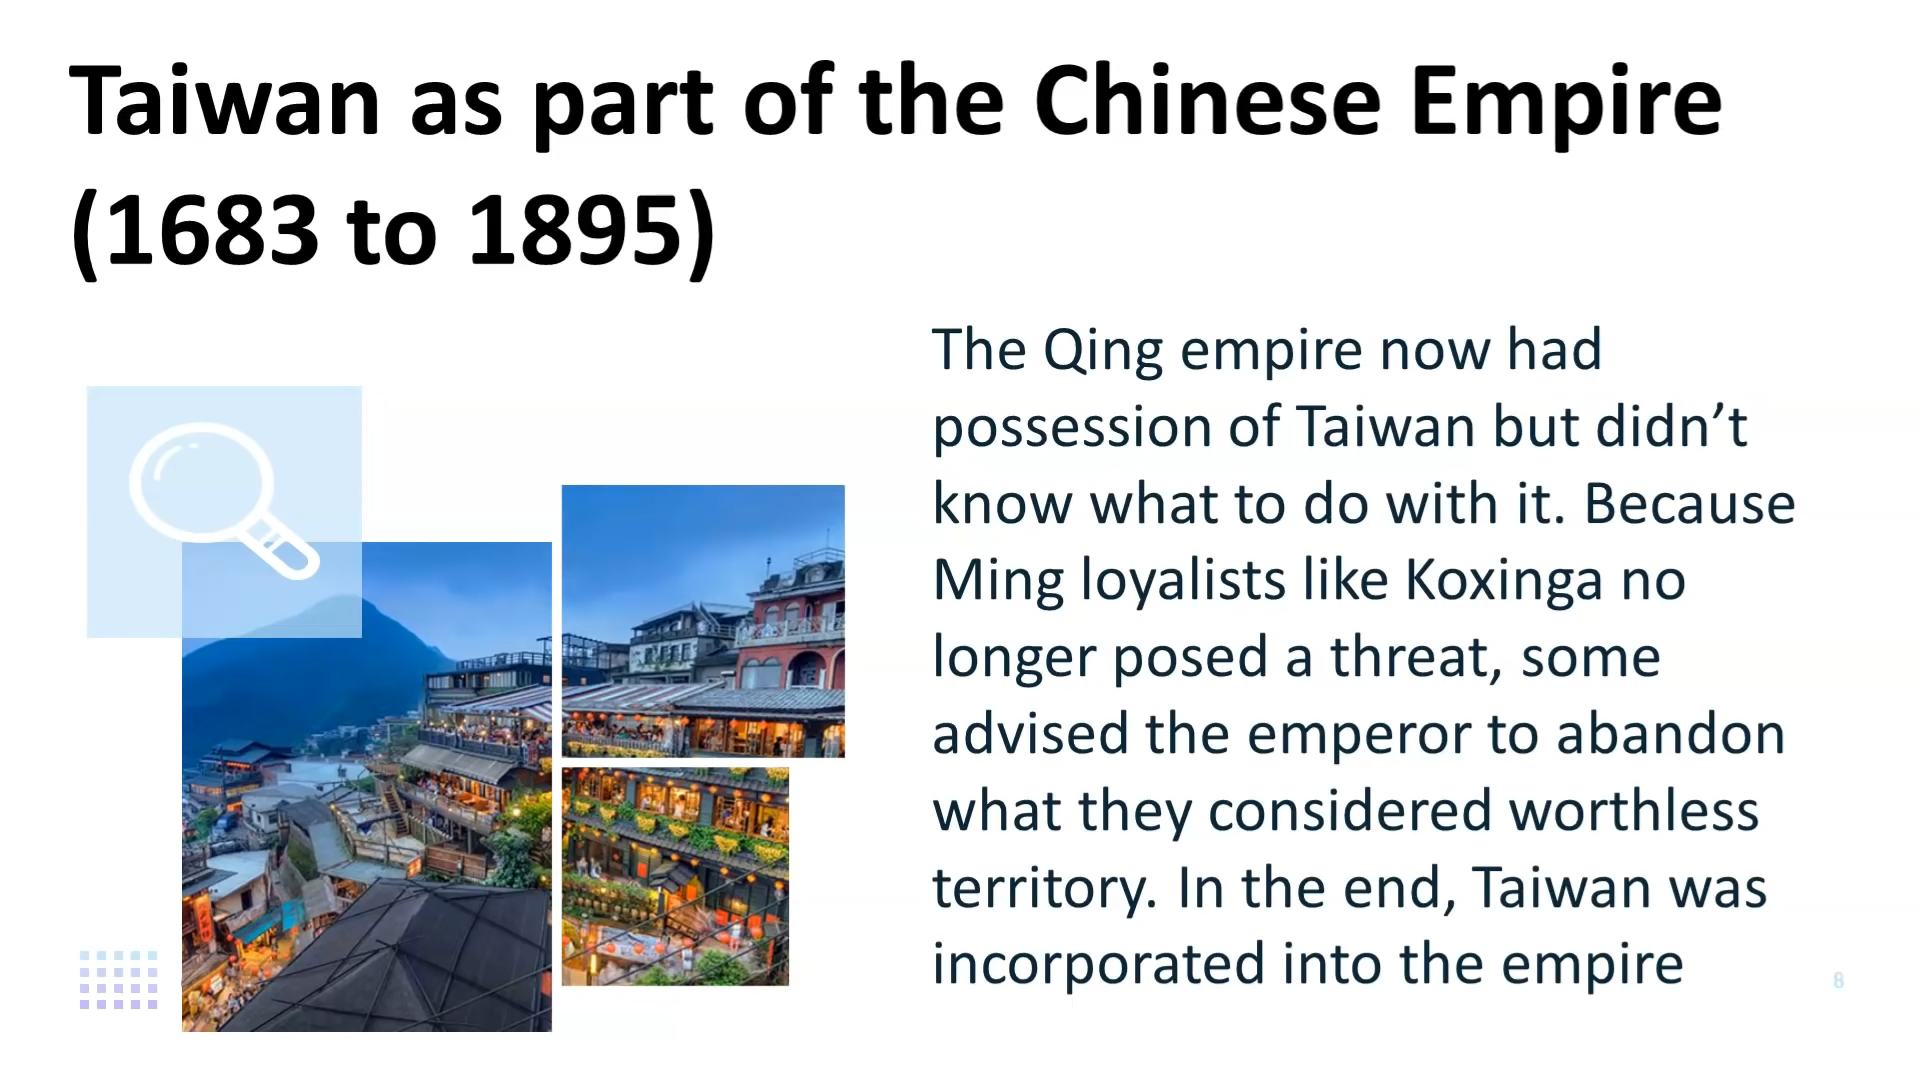 Taiwan as part of the Chinese Empire
(1683 to 1895)
The Qing empire now had
possession of Taiwan but didn’t
know what to do with it. Because
Ming loyalists like Koxinga no
longer posed a threat, some
advised the emperor to abandon
what they considered worthless
territory. In the end, Taiwan was
incorporated into the empire
8